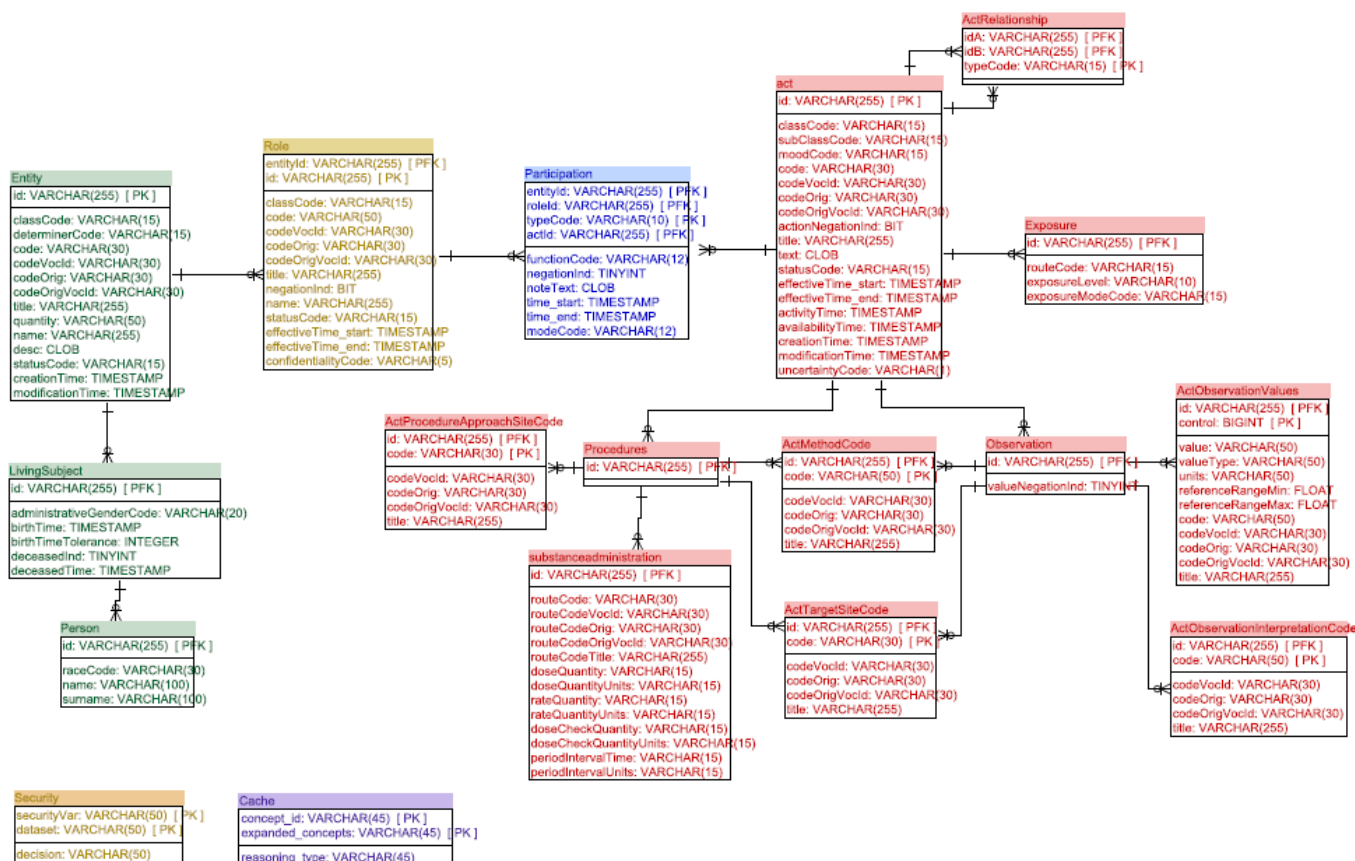 ActRelationship
idA: VARCHAR(255) [ PFK ]
idB: VARCHAR(255) [ PFK ]
typeCode: VARCHAR(15) [ PK ]
act
id: VARCHAR(255) [ PK ]
classCode: VARCHAR(15)
subClassCode: VARCHAR(15)
moodCode: VARCHAR(15)
code: VARCHAR(30)
codeVocId: VARCHAR(30)
codeOrig: VARCHAR(30)
codeOrigVocId: VARCHAR(30)
actionNegationInd: BIT
title: VARCHAR(255)
text: CLOB
statusCode: VARCHAR(15)
effectiveTime_start: TIMESTAMP
effectiveTime_end: TIMESTAMP
activityTime: TIMESTAMP
availabilityTime: TIMESTAMP
creationTime: TIMESTAMP
modificationTime: TIMESTAMP
uncertaintyCode: VARCHAR(1)
Role
entityId: VARCHAR(255) [ PFK ]
id: VARCHAR(255) [ PK ]
classCode: VARCHAR(15)
code: VARCHAR(50)
codeVocId: VARCHAR(30)
codeOrig: VARCHAR(30)
codeOrigVocId: VARCHAR(30)
title: VARCHAR(255)
negationInd: BIT
name: VARCHAR(255)
statusCode: VARCHAR(15)
effectiveTime_start: TIMESTAMP
effectiveTime_end: TIMESTAMP
confidentialityCode: VARCHAR(5)
Entity
id: VARCHAR(255) [ PK ]
classCode: VARCHAR(15)
determinerCode: VARCHAR(15)
code: VARCHAR(30)
codeVocId: VARCHAR(30)
codeOrig: VARCHAR(30)
codeOrigVocId: VARCHAR(30)
title: VARCHAR(255)
quantity: VARCHAR(50)
name: VARCHAR(255)
desc: CLOB
statusCode: VARCHAR(15)
creationTime: TIMESTAMP
modificationTime: TIMESTAMP
Participation
entityId: VARCHAR(255) [ PFK ]
roleId: VARCHAR(255) [ PFK ]
typeCode: VARCHAR(10) [ PK ]
actId: VARCHAR(255) [ PFK ]
functionCode: VARCHAR(12)
negationInd: TINYINT
noteText: CLOB
time_start: TIMESTAMP
time_end: TIMESTAMP
modeCode: VARCHAR(12)
Exposure
id: VARCHAR(255) [ PFK ]
routeCode: VARCHAR(15)
exposureLevel: VARCHAR(10)
exposureModeCode: VARCHAR(15)
ActProcedureApproachSiteCode
id: VARCHAR(255) [ PFK ]
code: VARCHAR(30) [ PK ]
codeVocId: VARCHAR(30)
codeOrig: VARCHAR(30)
codeOrigVocId: VARCHAR(30)
title: VARCHAR(255)
Procedures
id: VARCHAR(255) [ PFK ]
ActMethodCode
id: VARCHAR(255) [ PFK ]
code: VARCHAR(50) [ PK ]
codeVocId: VARCHAR(30)
codeOrig: VARCHAR(30)
codeOrigVocId: VARCHAR(30)
title: VARCHAR(255)
Observation
id: VARCHAR(255) [ PFK ]
valueNegationInd: TINYINT
ActObservationValues
id: VARCHAR(255) [ PFK ]
control: BIGINT [ PK ]
value: VARCHAR(50)
valueType: VARCHAR(50)
units: VARCHAR(50)
referenceRangeMin: FLOAT
referenceRangeMax: FLOAT
code: VARCHAR(50)
codeVocId: VARCHAR(30)
codeOrig: VARCHAR(30)
codeOrigVocId: VARCHAR(30)
title: VARCHAR(255)
LivingSubject
id: VARCHAR(255) [ PFK ]
administrativeGenderCode: VARCHAR(20)
birthTime: TIMESTAMP
birthTimeTolerance: INTEGER
deceasedInd: TINYINT
deceasedTime: TIMESTAMP
substanceadministration
id: VARCHAR(255) [ PFK ]
routeCode: VARCHAR(30)
routeCodeVocId: VARCHAR(30)
routeCodeOrig: VARCHAR(30)
routeCodeOrigVocId: VARCHAR(30)
routeCodeTitle: VARCHAR(255)
doseQuantity: VARCHAR(15)
doseQuantityUnits: VARCHAR(15)
rateQuantity: VARCHAR(15)
rateQuantityUnits: VARCHAR(15)
doseCheckQuantity: VARCHAR(15)
doseCheckQuantityUnits: VARCHAR(15)
periodIntervalTime: VARCHAR(15)
periodIntervalUnits: VARCHAR(15)
ActTargetSiteCode
id: VARCHAR(255) [ PFK ]
code: VARCHAR(30) [ PK ]
codeVocId: VARCHAR(30)
codeOrig: VARCHAR(30)
codeOrigVocId: VARCHAR(30)
title: VARCHAR(255)
ActObservationInterpretationCode
id: VARCHAR(255) [ PFK ]
code: VARCHAR(50) [ PK ]
codeVocId: VARCHAR(30)
codeOrig: VARCHAR(30)
codeOrigVocId: VARCHAR(30)
title: VARCHAR(255)
Person
id: VARCHAR(255) [ PFK ]
raceCode: VARCHAR(30)
name: VARCHAR(100)
surname: VARCHAR(100)
Security
securityVar: VARCHAR(50) [ PK ]
dataset: VARCHAR(50) [ PK ]
decision: VARCHAR(50)
Cache
concept_id: VARCHAR(45) [ PK ]
expanded_concepts: VARCHAR(45) [ PK ]
reasoning_type: VARCHAR(45)